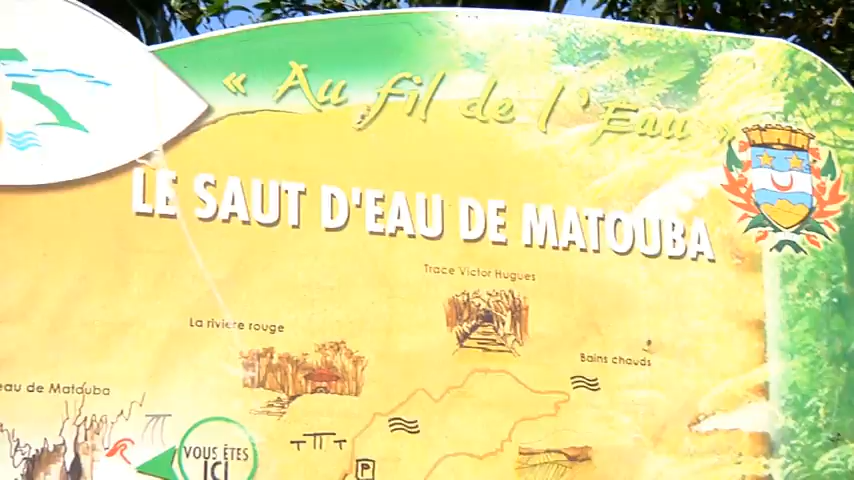 « Au fil de l'Eau »
LE SAUT D'EAU DE MATOUBA
Trace Victor Hugues
La rivière rouge
Bains chauds
eau de Matouba
VOUS ÊTES
ICI
P